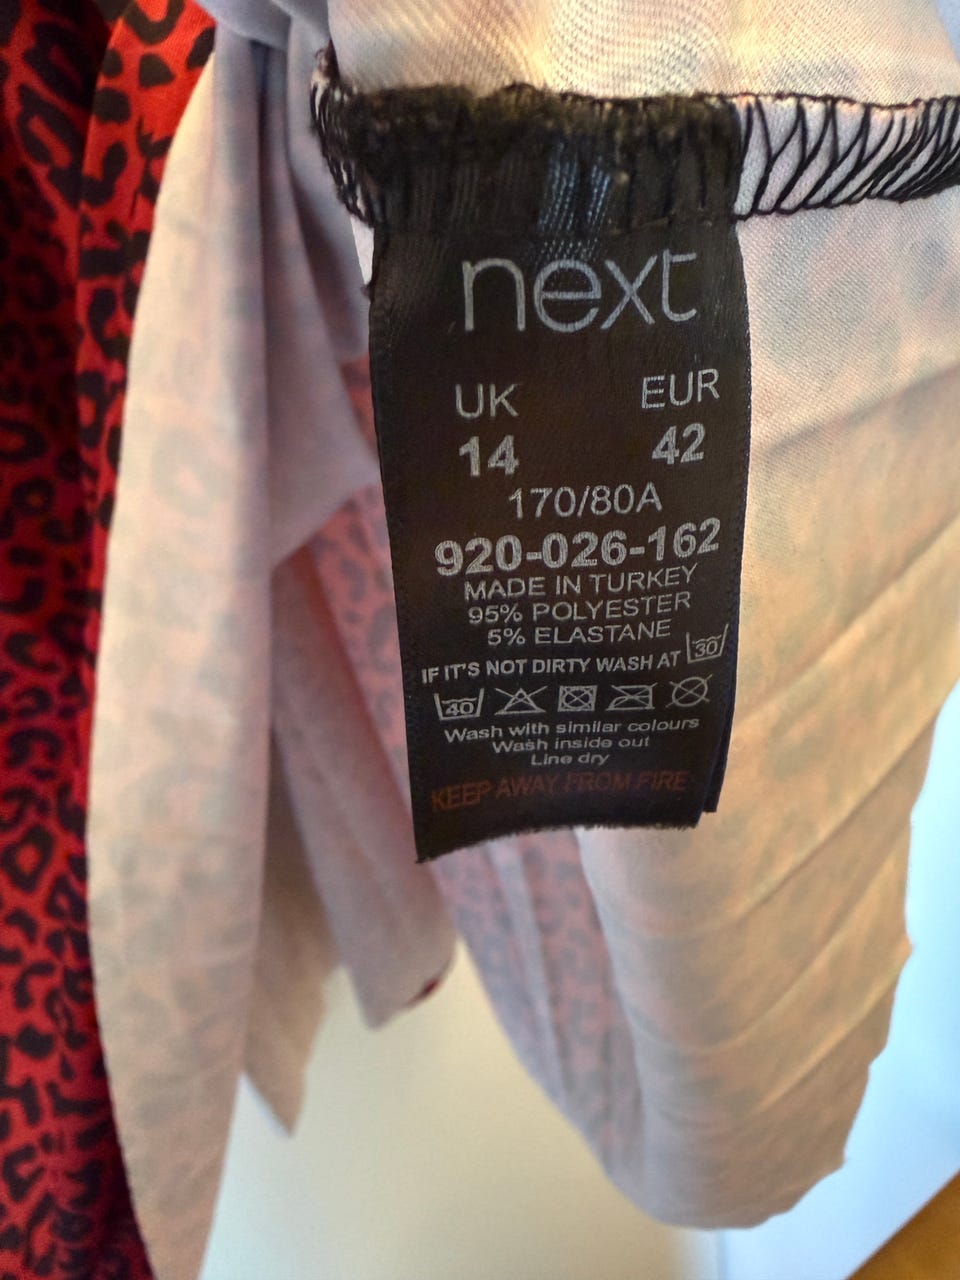 next
UK EUR
14 42
170/80A
920-026-162
MADE IN TURKEY
95% POLYESTER
5% ELASTANE
IF IT'S NOT DIRTY WASH AT 30
40
Wash with similar colours
Wash inside out
Line dry
KEEP AWAY FROM FIRE